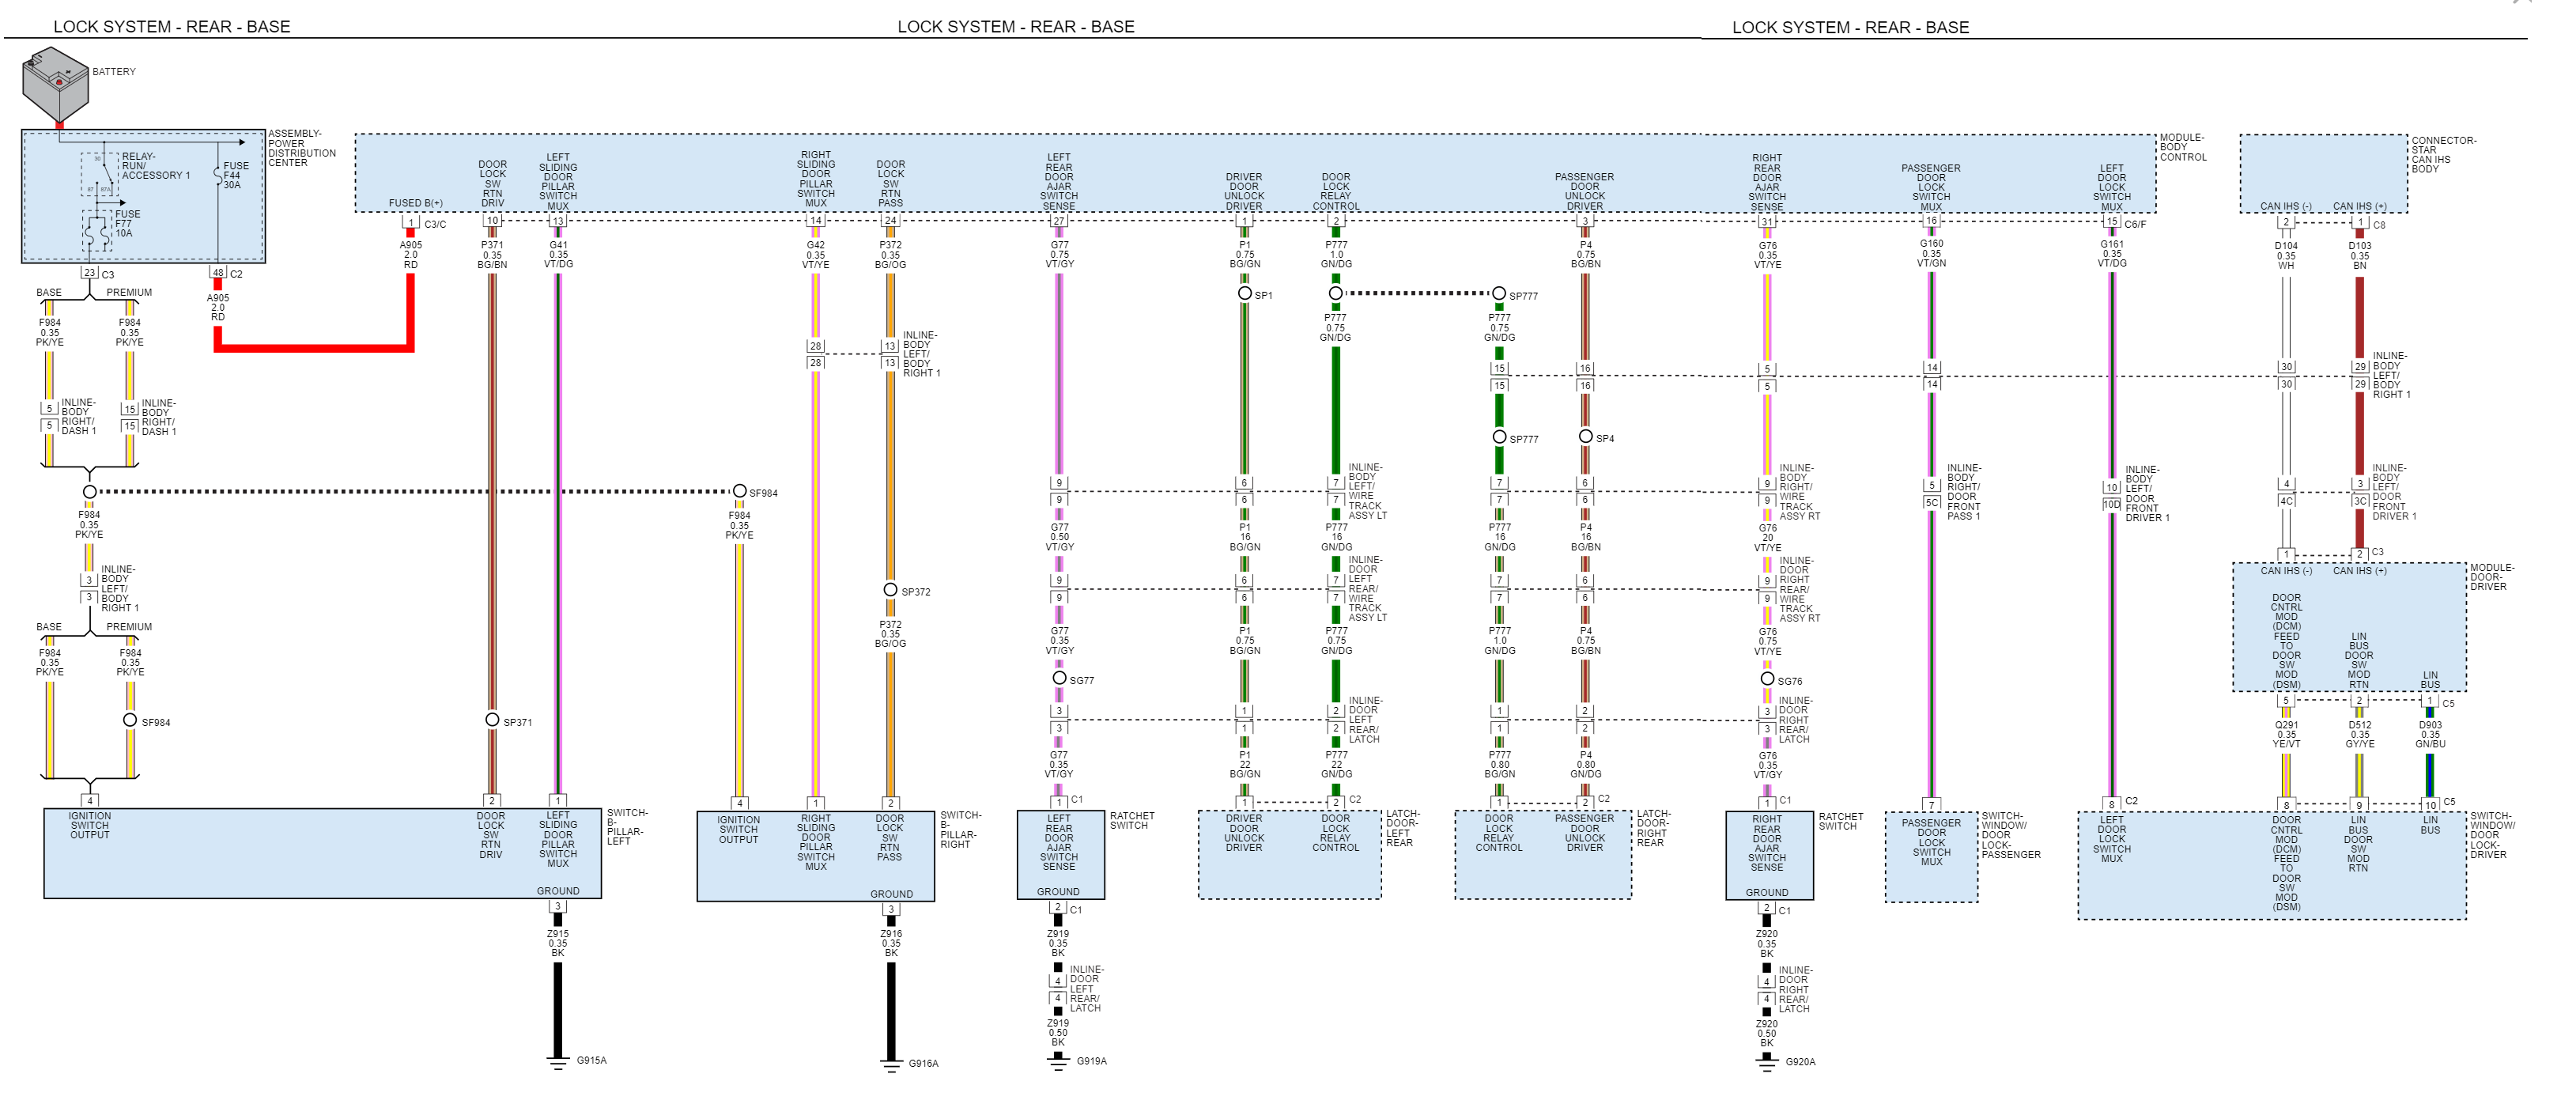 LOCK SYSTEM - REAR - BASE
LOCK SYSTEM - REAR - BASE
LOCK SYSTEM - REAR - BASE
BATTERY
ASSEMBLY-
POWER
DISTRIBUTION
CENTER
30
RELAY-
RUN/
ACCESSORY 1
87
87A
FUSE
F44
30A
FUSE
F77
10A
23
C3
48
C2
A905
2.0
RD
BASE
PREMIUM
F984
0.35
PK/YE
F984
0.35
PK/YE
5
5
INLINE-
BODY
RIGHT/
DASH 1
15
15
INLINE-
BODY
RIGHT/
DASH 1
SF984
F984
0.35
PK/YE
F984
0.35
PK/YE
3
3
INLINE-
BODY
LEFT/
BODY
RIGHT 1
BASE
PREMIUM
F984
0.35
PK/YE
F984
0.35
PK/YE
SF984
MODULE-
BODY
CONTROL
FUSED B(+)
1
C3/C
A905
2.0
RD
DOOR
LOCK
SW
RTN
DRIV
10
P371
0.35
BG/BN
SP371
LEFT
SLIDING
DOOR
PILLAR
SWITCH
MUX
13
G41
0.35
VT/DG
RIGHT
SLIDING
DOOR
PILLAR
SWITCH
MUX
14
G42
0.35
VT/YE
28
28
DOOR
LOCK
SW
RTN
PASS
24
P372
0.35
BG/OG
13
13
INLINE-
BODY
LEFT/
BODY
RIGHT 1
SP372
P372
0.35
BG/OG
LEFT
REAR
DOOR
AJAR
SWITCH
SENSE
27
G77
0.75
VT/GY
9
9
G77
0.50
VT/GY
9
9
G77
0.35
VT/GY
SG77
3
3
G77
0.35
VT/GY
DRIVER
DOOR
UNLOCK
DRIVER
1
P1
0.75
BG/GN
SP1
6
6
P1
16
BG/GN
6
6
P1
0.75
BG/GN
1
1
P1
22
BG/GN
DOOR
LOCK
RELAY
CONTROL
2
P777
1.0
GN/DG
P777
0.75
GN/DG
7
7
INLINE-
BODY
LEFT/
WIRE
TRACK
ASSY LT
P777
16
GN/DG
7
7
INLINE-
DOOR
LEFT
REAR/
WIRE
TRACK
ASSY LT
P777
0.75
GN/DG
2
2
INLINE-
DOOR
LEFT
REAR/
LATCH
P777
22
GN/DG
SP777
P777
0.75
GN/DG
15
15
SP777
7
7
P777
16
GN/DG
7
7
P777
1.0
GN/DG
1
1
P777
0.80
BG/GN
PASSENGER
DOOR
UNLOCK
DRIVER
3
P4
0.75
BG/BN
16
16
SP4
6
6
P4
16
BG/BN
6
6
P4
0.75
BG/BN
2
2
P4
0.80
GN/DG
RIGHT
REAR
DOOR
AJAR
SWITCH
SENSE
31
G76
0.35
VT/YE
5
5
9
9
INLINE-
BODY
RIGHT/
WIRE
TRACK
ASSY RT
G76
20
VT/YE
9
9
INLINE-
DOOR
RIGHT
REAR/
WIRE
TRACK
ASSY RT
G76
0.75
VT/YE
SG76
3
3
INLINE-
DOOR
RIGHT
REAR/
LATCH
G76
0.35
VT/GY
PASSENGER
DOOR
LOCK
SWITCH
MUX
16
G160
0.35
VT/GN
14
14
5
5C
INLINE-
BODY
RIGHT/
DOOR
FRONT
PASS 1
LEFT
DOOR
LOCK
SWITCH
MUX
15
C6/F
G161
0.35
VT/DG
10
10D
INLINE-
BODY
LEFT/
DOOR
FRONT
DRIVER 1
CONNECTOR-
STAR
CAN IHS
BODY
CAN IHS (-)
CAN IHS (+)
2
1
C8
D104
0.35
WH
D103
0.35
BN
30
30
29
29
INLINE-
BODY
LEFT/
BODY
RIGHT 1
4
4C
3
3C
INLINE-
BODY
LEFT/
DOOR
FRONT
DRIVER 1
1
2
C3
CAN IHS (-)
CAN IHS (+)
MODULE-
DOOR-
DRIVER
DOOR
CNTRL
MOD
(DCM)
FEED
TO
DOOR
SW
MOD
(DSM)
LIN
BUS
DOOR
SW
MOD
RTN
LIN
BUS
5
2
1
C5
Q291
0.35
YE/VT
D512
0.35
GY/YE
D903
0.35
GN/BU
4
2
1
IGNITION
SWITCH
OUTPUT
DOOR
LOCK
SW
RTN
DRIV
LEFT
SLIDING
DOOR
PILLAR
SWITCH
MUX
SWITCH-
B-
PILLAR-
LEFT
GROUND
3
Z915
0.35
BK
G915A
4
1
2
IGNITION
SWITCH
OUTPUT
RIGHT
SLIDING
DOOR
PILLAR
SWITCH
MUX
DOOR
LOCK
SW
RTN
PASS
SWITCH-
B-
PILLAR-
RIGHT
GROUND
3
Z916
0.35
BK
G916A
1
C1
LEFT
REAR
DOOR
AJAR
SWITCH
SENSE
RATCHET
SWITCH
GROUND
2
C1
Z919
0.35
BK
4
4
INLINE-
DOOR
LEFT
REAR/
LATCH
Z919
0.50
BK
G919A
1
2
C2
DRIVER
DOOR
UNLOCK
DRIVER
DOOR
LOCK
RELAY
CONTROL
LATCH-
DOOR-
LEFT
REAR
1
2
C2
DOOR
LOCK
RELAY
CONTROL
PASSENGER
DOOR
UNLOCK
DRIVER
LATCH-
DOOR-
RIGHT
REAR
1
C1
RIGHT
REAR
DOOR
AJAR
SWITCH
SENSE
RATCHET
SWITCH
GROUND
2
C1
Z920
0.35
BK
4
4
INLINE-
DOOR
RIGHT
REAR/
LATCH
Z920
0.50
BK
G920A
7
PASSENGER
DOOR
LOCK
SWITCH
MUX
SWITCH-
WINDOW/
DOOR
LOCK-
PASSENGER
8
C2
LEFT
DOOR
LOCK
SWITCH
MUX
8
9
10
C5
DOOR
CNTRL
MOD
(DCM)
FEED
TO
DOOR
SW
MOD
(DSM)
LIN
BUS
DOOR
SW
MOD
RTN
LIN
BUS
SWITCH-
WINDOW/
DOOR
LOCK-
DRIVER